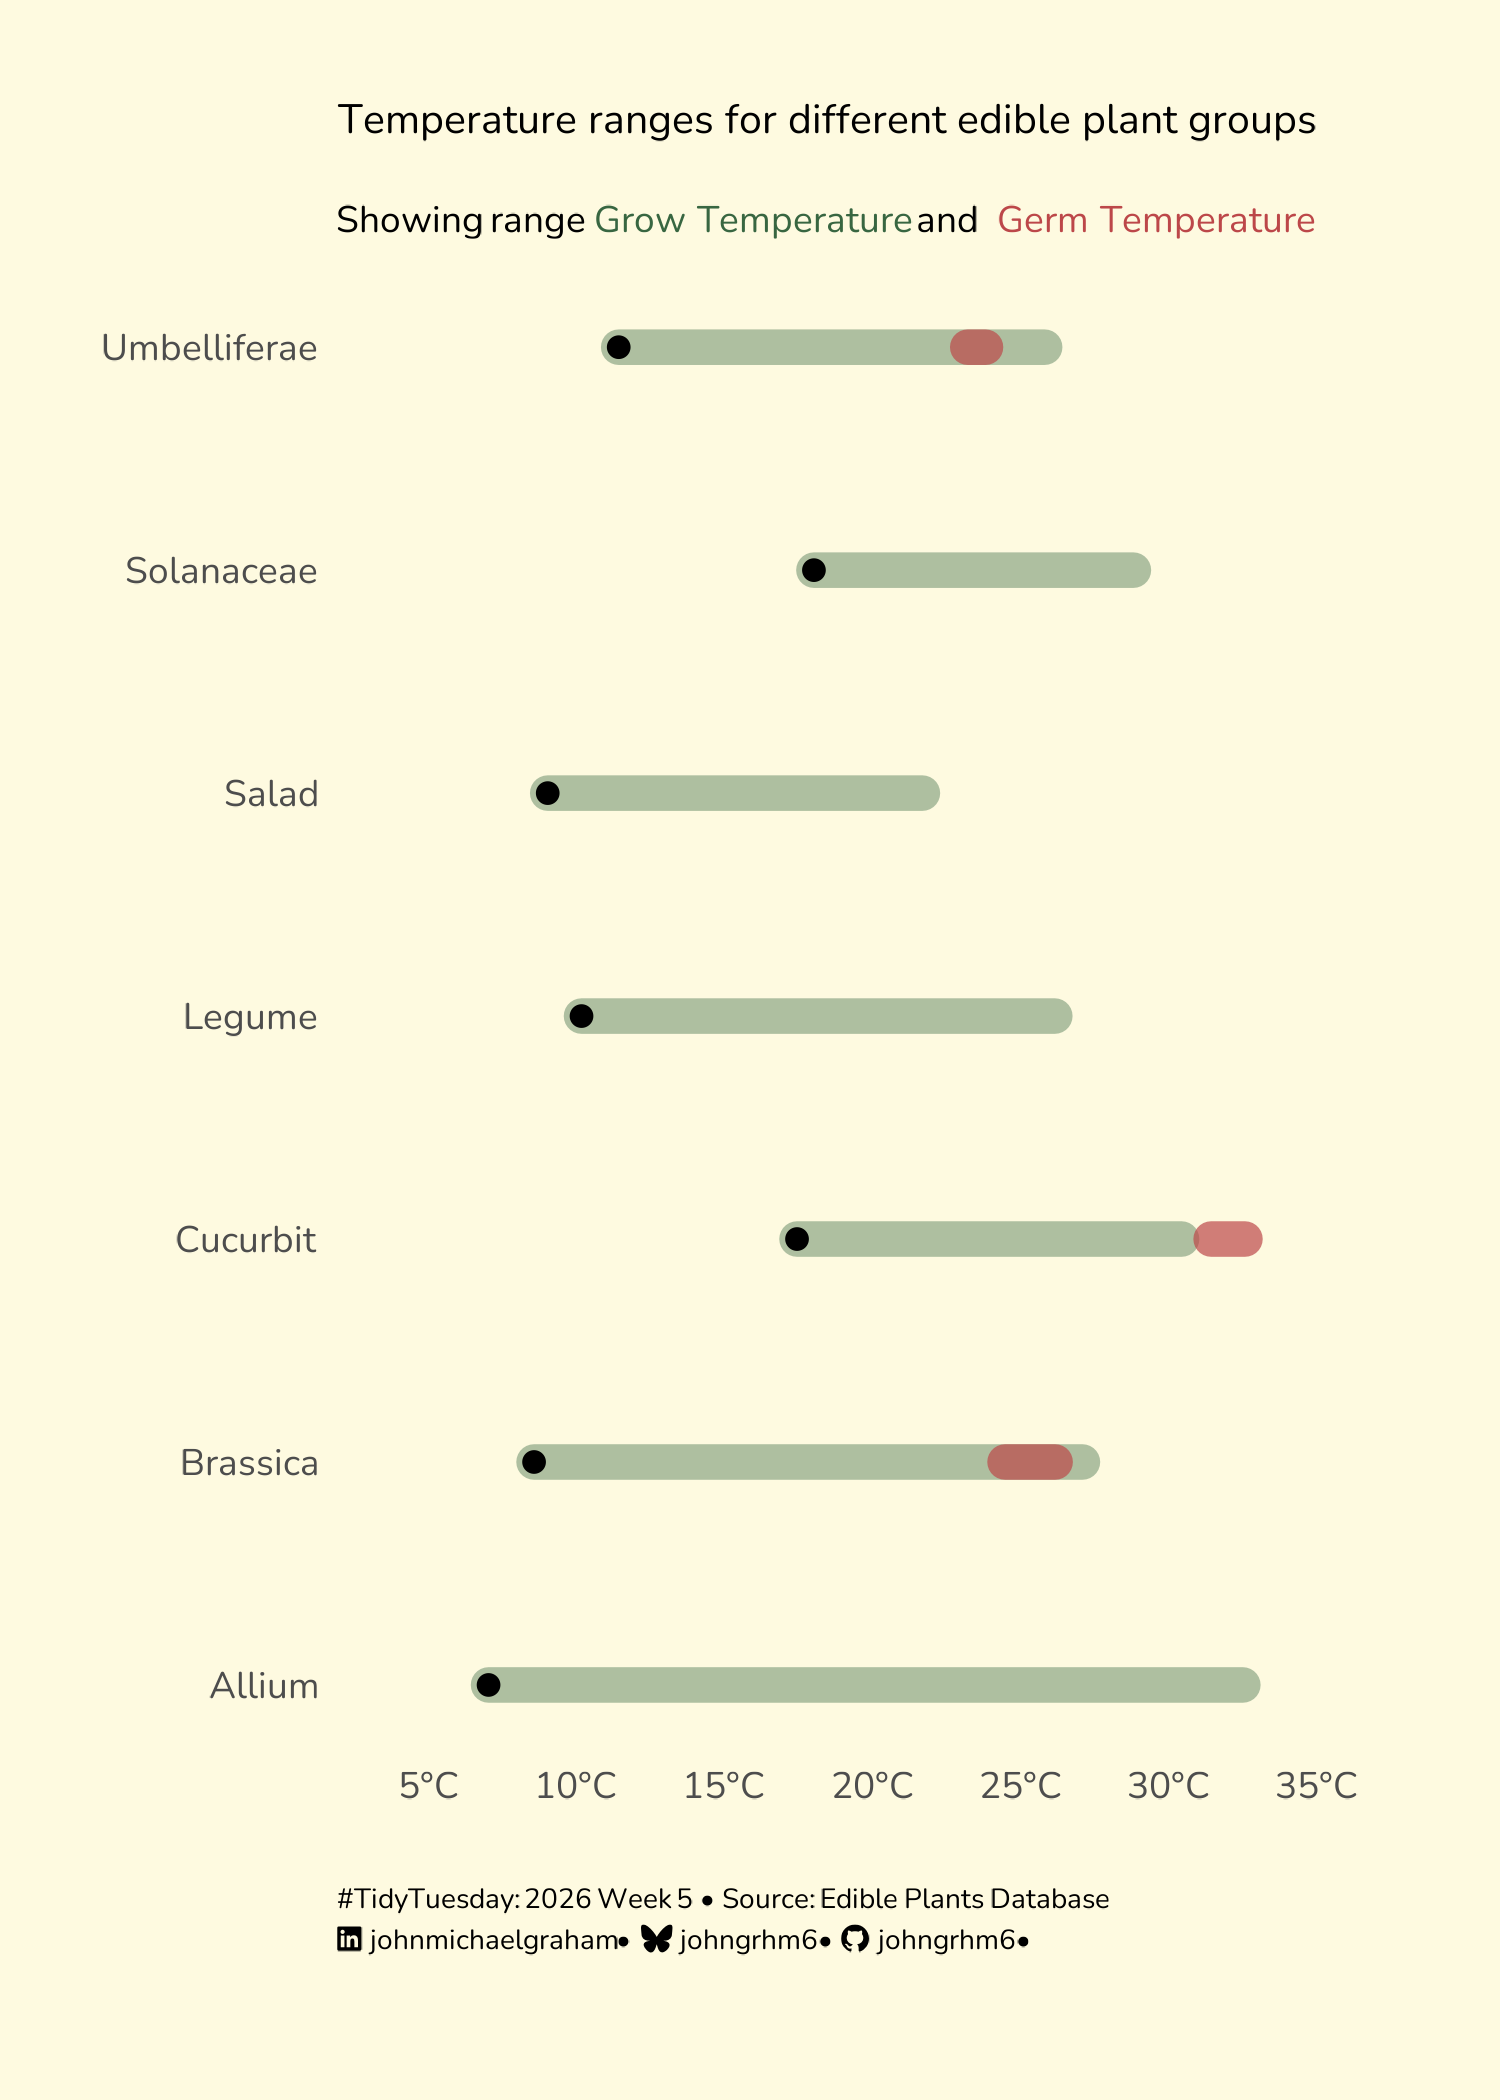 Temperature ranges for different edible plant groups
Showing range Grow Temperature and Germ Temperature
Umbelliferae
Solanaceae
Salad
Legume
Cucurbit
Brassica
Allium
5°C 10°C 15°C 20°C 25°C 30°C 35°C
#TidyTuesday: 2026 Week 5 • Source: Edible Plants Database
johnmichaelgraham• johngrhm6• johngrhm6•